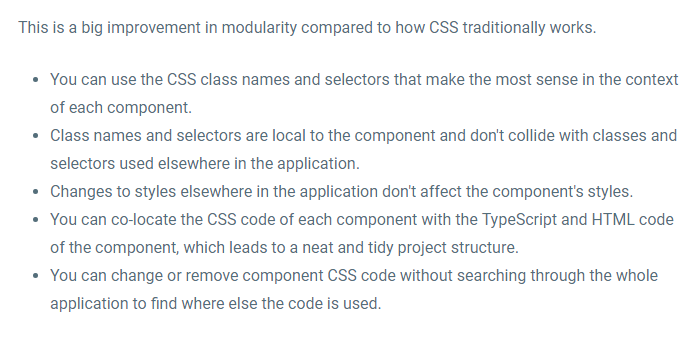 This is a big improvement in modularity compared to how CSS traditionally works.
• You can use the CSS class names and selectors that make the most sense in the context
of each component.
• Class names and selectors are local to the component and don't collide with classes and
selectors used elsewhere in the application.
• Changes to styles elsewhere in the application don't affect the component's styles.
• You can co-locate the CSS code of each component with the TypeScript and HTML code
of the component, which leads to a neat and tidy project structure.
• You can change or remove component CSS code without searching through the whole
application to find where else the code is used.